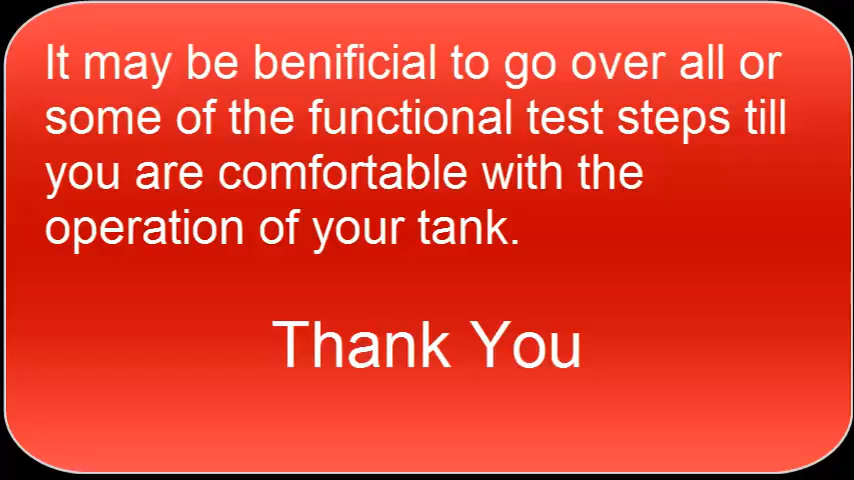 It may be benificial to go over all or
some of the functional test steps till
you are comfortable with the
operation of your tank.
Thank You